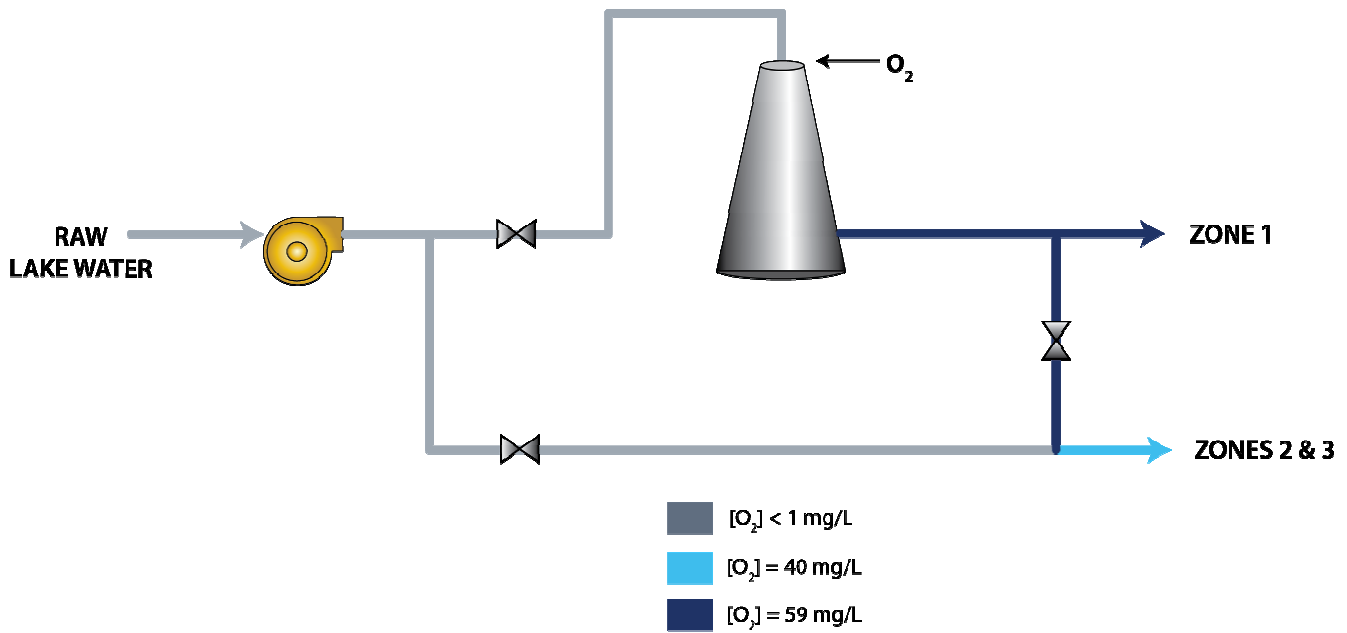 O₂
RAW
LAKE WATER
ZONE 1
ZONES 2 & 3
[O₂] < 1 mg/L
[O₂] = 40 mg/L
[O₂] = 59 mg/L